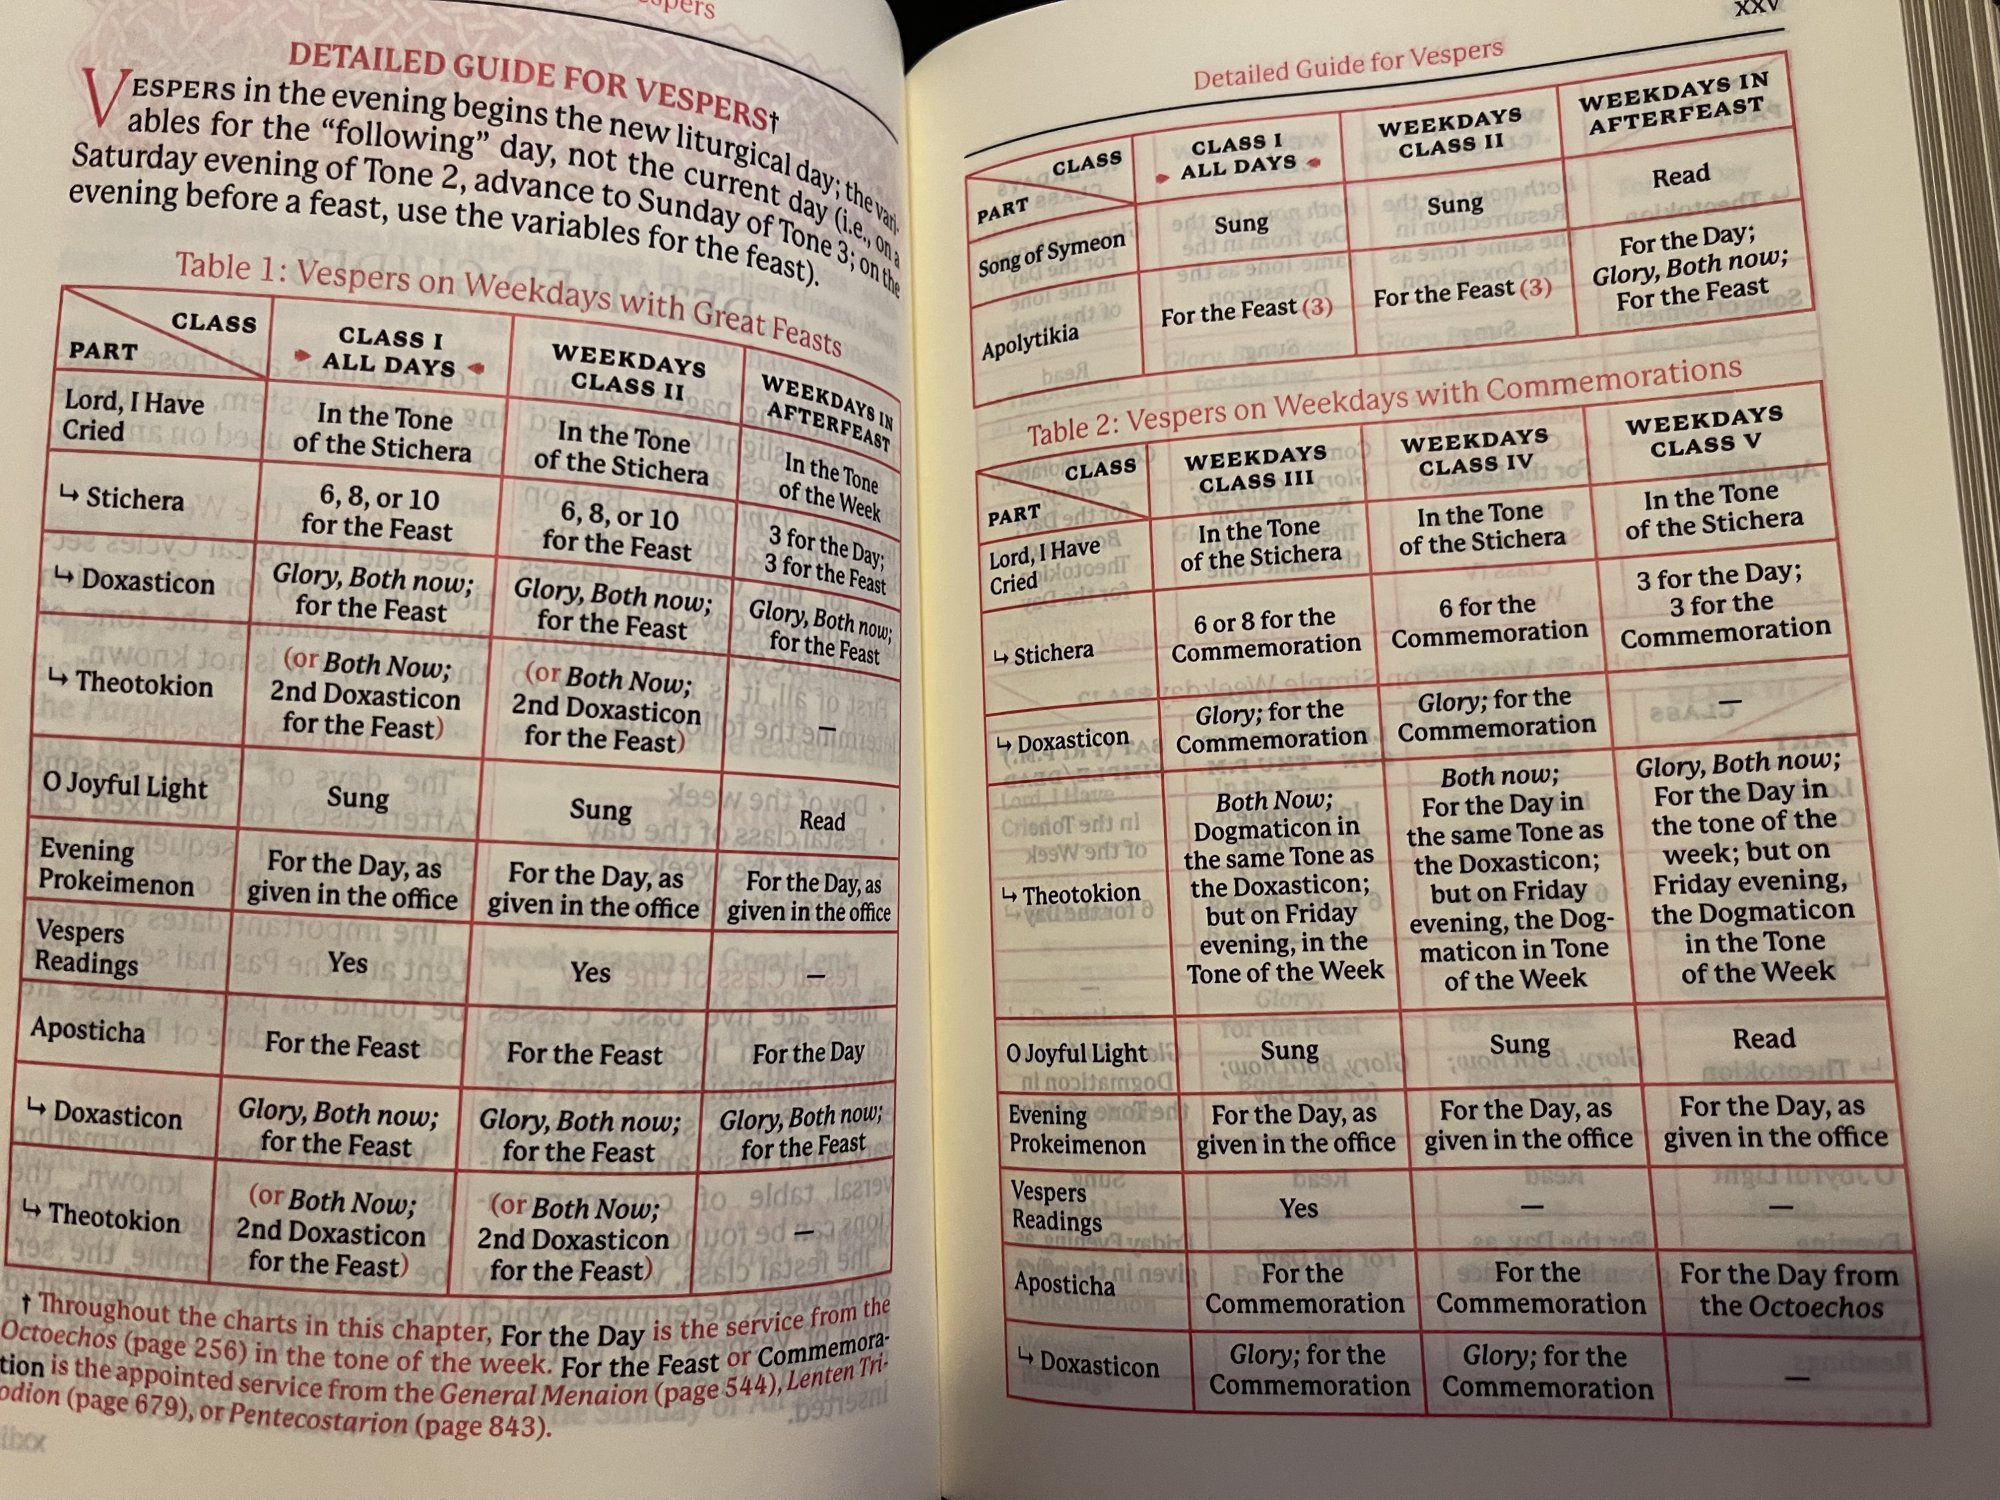 espers
DETAILED GUIDE FOR VESPERS†
VESPERS in the evening begins the new liturgical day; the vari-
ables for the “following” day, not the current day (i.e., on a
Saturday evening of Tone 2, advance to Sunday of Tone 3; on the
evening before a feast, use the variables for the feast).
Table 1: Vespers on Weekdays with Great Feasts
CLASS
PART
CLASS I
ALL DAYS
WEEKDAYS
CLASS II
WEEKDAYS IN
AFTERFEAST
Lord, I Have
Cried
In the Tone
of the Stichera
In the Tone
of the Stichera
In the Tone
of the Week
↳ Stichera
6, 8, or 10
for the Feast
6, 8, or 10
for the Feast
3 for the Day;
3 for the Feast
↳ Doxasticon
Glory, Both now;
for the Feast
Glory, Both now;
for the Feast
Glory, Both now;
for the Feast
↳ Theotokion
(or Both Now;
2nd Doxasticon
for the Feast)
(or Both Now;
2nd Doxasticon
for the Feast)
—
O Joyful Light
Sung
Sung
Read
Evening
Prokeimenon
For the Day, as
given in the office
For the Day, as
given in the office
For the Day, as
given in the office
Vespers
Readings
Yes
Yes
—
Aposticha
For the Feast
For the Feast
For the Day
↳ Doxasticon
Glory, Both now;
for the Feast
Glory, Both now;
for the Feast
Glory, Both now;
for the Feast
↳ Theotokion
(or Both Now;
2nd Doxasticon
for the Feast)
(or Both Now;
2nd Doxasticon
for the Feast)
—
† Throughout the charts in this chapter, For the Day is the service from the
Octoechos (page 256) in the tone of the week. For the Feast or Commemora-
tion is the appointed service from the General Menaion (page 544), Lenten Tri-
odion (page 679), or Pentecostarion (page 843).
XXV
Detailed Guide for Vespers
CLASS
PART
CLASS I
ALL DAYS
WEEKDAYS
CLASS II
WEEKDAYS IN
AFTERFEAST
Song of Symeon
Sung
Sung
Read
Apolytikia
For the Feast (3)
For the Feast (3)
For the Day;
Glory, Both now;
For the Feast
Table 2: Vespers on Weekdays with Commemorations
CLASS
PART
WEEKDAYS
CLASS III
WEEKDAYS
CLASS IV
WEEKDAYS
CLASS V
Lord, I Have
Cried
In the Tone
of the Stichera
In the Tone
of the Stichera
In the Tone
of the Stichera
↳ Stichera
6 or 8 for the
Commemoration
6 for the
Commemoration
3 for the Day;
3 for the
Commemoration
↳ Doxasticon
Glory; for the
Commemoration
Glory; for the
Commemoration
—
↳ Theotokion
Both Now;
Dogmaticon in
the same Tone as
the Doxasticon;
but on Friday
evening, in the
Tone of the Week
Both now;
For the Day in
the same Tone as
the Doxasticon;
but on Friday
evening, the Dog-
maticon in Tone
of the Week
Glory, Both now;
For the Day in
the tone of the
week; but on
Friday evening,
the Dogmaticon
in the Tone
of the Week
O Joyful Light
Sung
Sung
Read
Evening
Prokeimenon
For the Day, as
given in the office
For the Day, as
given in the office
For the Day, as
given in the office
Vespers
Readings
Yes
—
—
Aposticha
For the
Commemoration
For the
Commemoration
For the Day from
the Octoechos
↳ Doxasticon
Glory; for the
Commemoration
Glory; for the
Commemoration
—